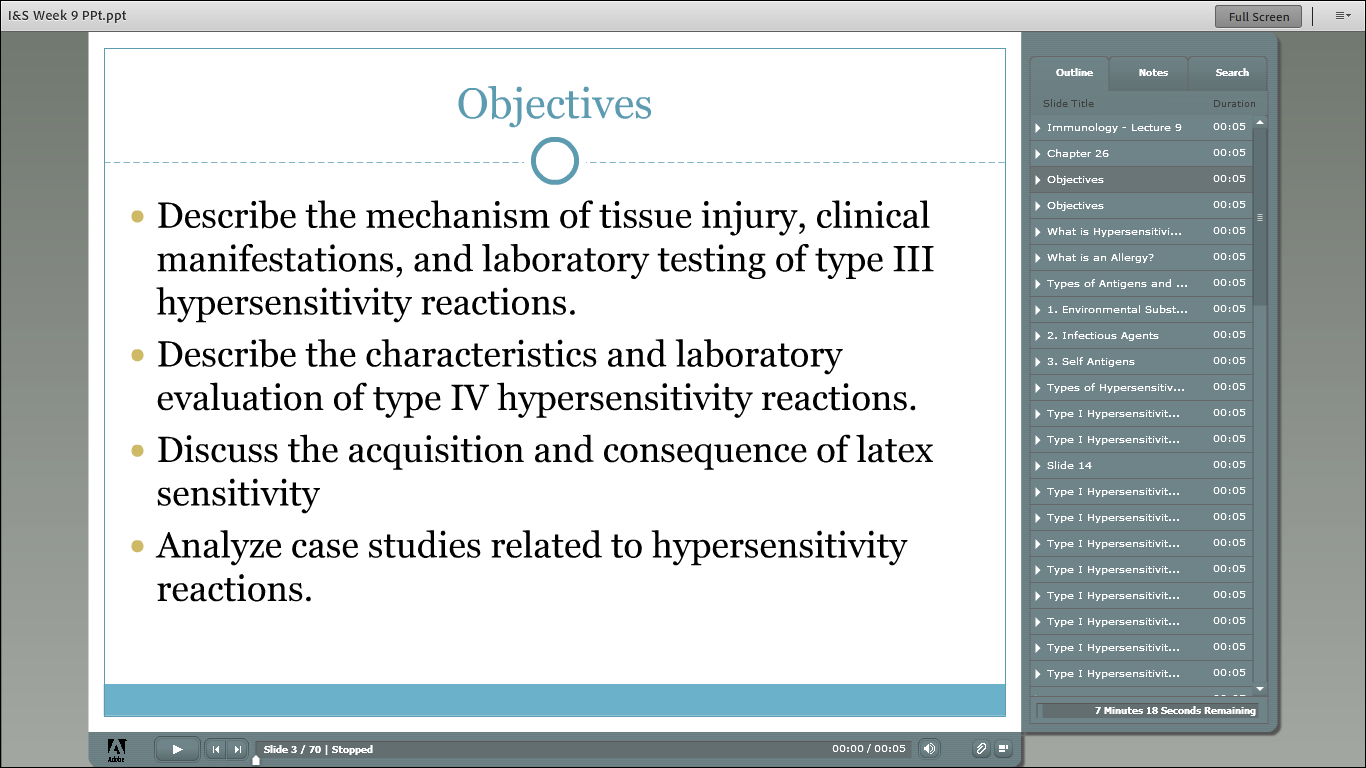 I&S Week 9 PPt.ppt
Full Screen
Objectives
Describe the mechanism of tissue injury, clinical
manifestations, and laboratory testing of type III
hypersensitivity reactions.
Describe the characteristics and laboratory
evaluation of type IV hypersensitivity reactions.
Discuss the acquisition and consequence of latex
sensitivity
Analyze case studies related to hypersensitivity
reactions.
Outline Notes Search
Slide Title Duration
Immunology - Lecture 9 00:05
Chapter 26 00:05
Objectives 00:05
Objectives 00:05
What is Hypersensitivi... 00:05
What is an Allergy? 00:05
Types of Antigens and ... 00:05
1. Environmental Subst... 00:05
2. Infectious Agents 00:05
3. Self Antigens 00:05
Types of Hypersensitiv... 00:05
Type I Hypersensitivit... 00:05
Type I Hypersensitivit... 00:05
Slide 14 00:05
Type I Hypersensitivit... 00:05
Type I Hypersensitivit... 00:05
Type I Hypersensitivit... 00:05
Type I Hypersensitivit... 00:05
Type I Hypersensitivit... 00:05
Type I Hypersensitivit... 00:05
Type I Hypersensitivit... 00:05
Type I Hypersensitivit... 00:05
7 Minutes 18 Seconds Remaining
Adobe
Slide 3 / 70 | Stopped
00:00 / 00:05